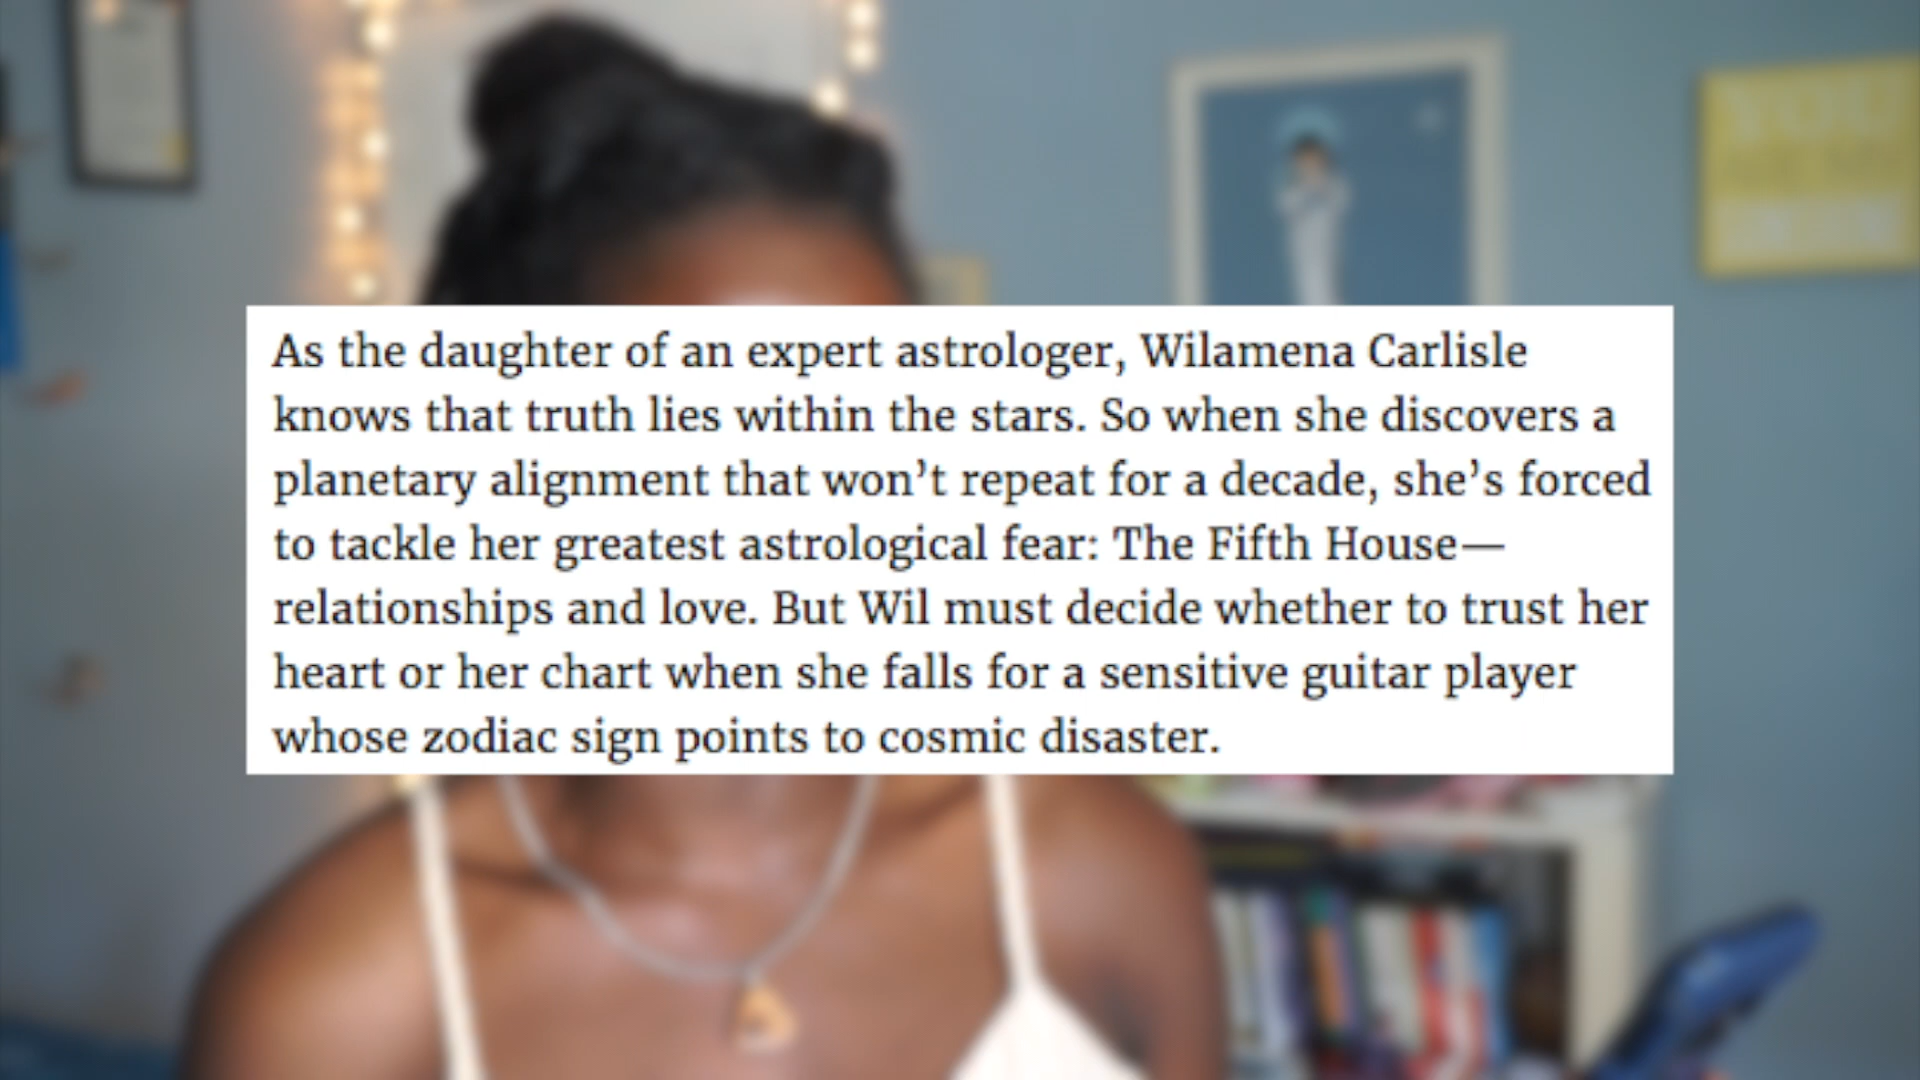 As the daughter of an expert astrologer, Wilamena Carlisle
knows that truth lies within the stars. So when she discovers a
planetary alignment that won’t repeat for a decade, she’s forced
to tackle her greatest astrological fear: The Fifth House—
relationships and love. But Wil must decide whether to trust her
heart or her chart when she falls for a sensitive guitar player
whose zodiac sign points to cosmic disaster.